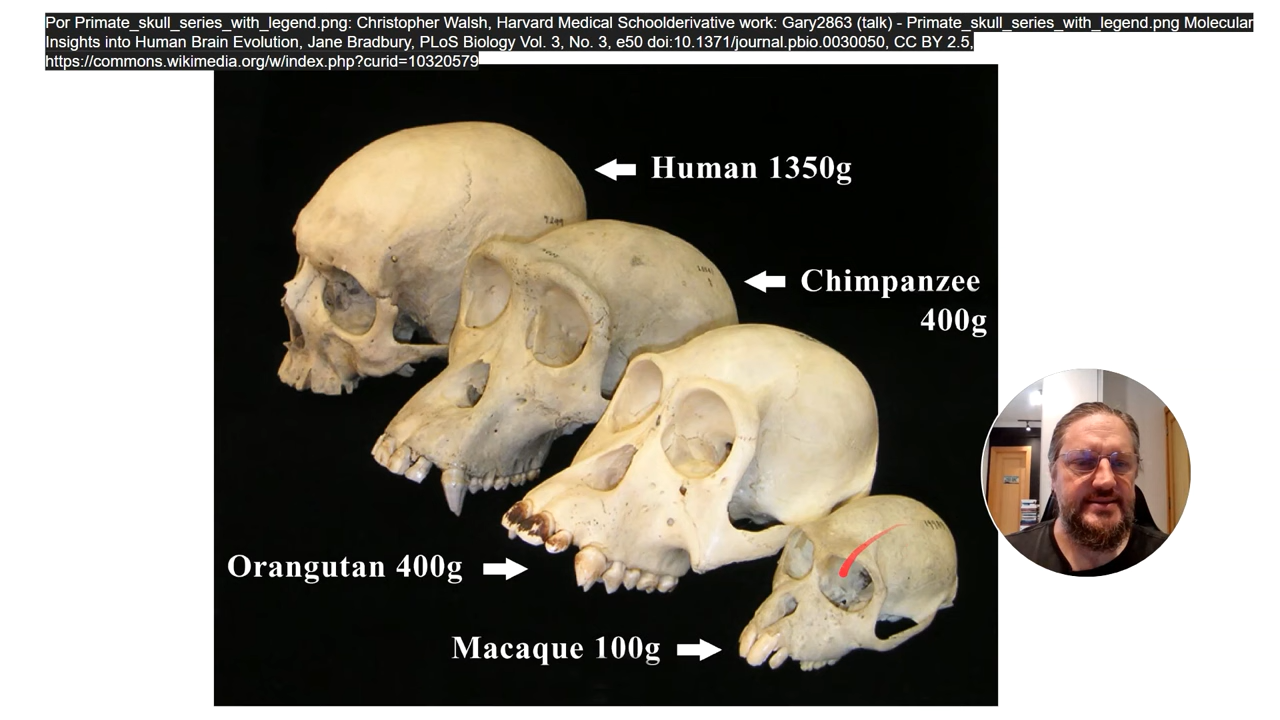 Por Primate_skull_series_with_legend.png: Christopher Walsh, Harvard Medical Schoolderivative work: Gary2863 (talk) - Primate_skull_series_with_legend.png Molecular
Insights into Human Brain Evolution, Jane Bradbury, PLoS Biology Vol. 3, No. 3, e50 doi:10.1371/journal.pbio.0030050, CC BY 2.5,
https://commons.wikimedia.org/w/index.php?curid=10320579
Human 1350g
Chimpanzee
400g
Orangutan 400g
Macaque 100g